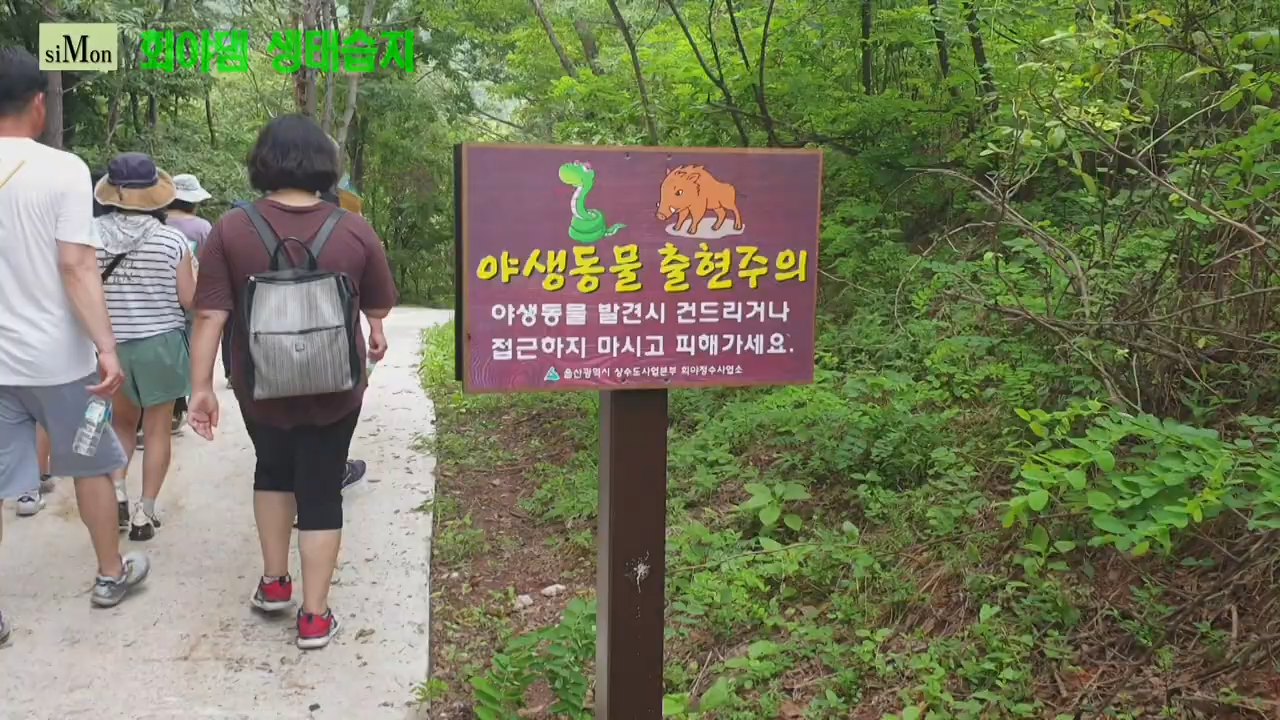 siMon
회야댐 생태습지
야생동물 출현주의
야생동물 발견시 건드리거나
접근하지 마시고 피해가세요.
울산광역시 상수도사업본부 회야정수사업소